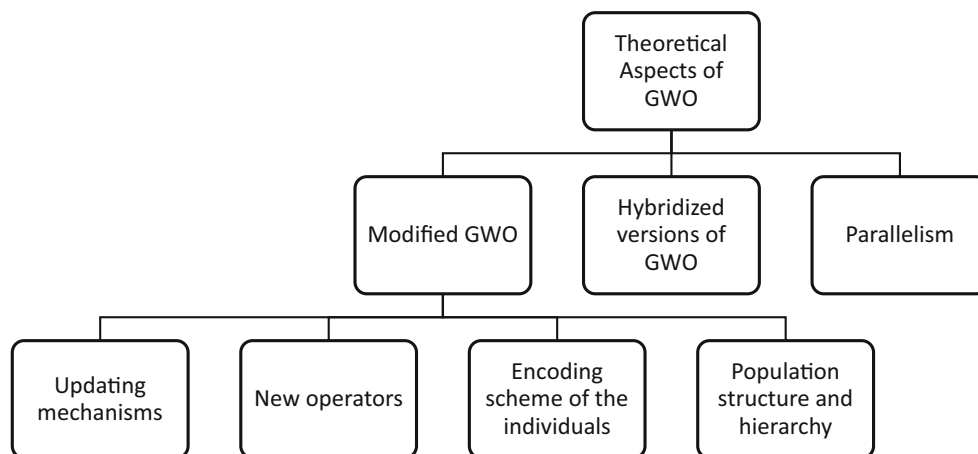 Theoretical
Aspects of
GWO
Modified GWO
Hybridized
versions of
GWO
Parallelism
Updating
mechanisms
New operators
Encoding
scheme of the
individuals
Population
structure and
hierarchy